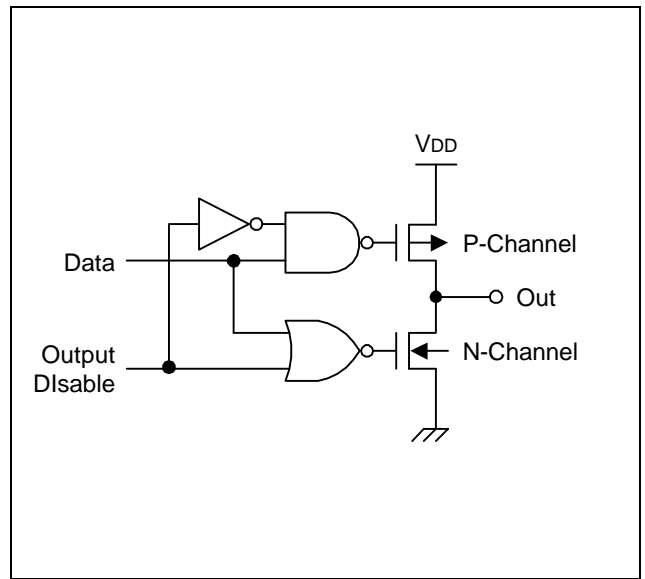 VDD
P-Channel
Data
Out
Output
DIsable
N-Channel